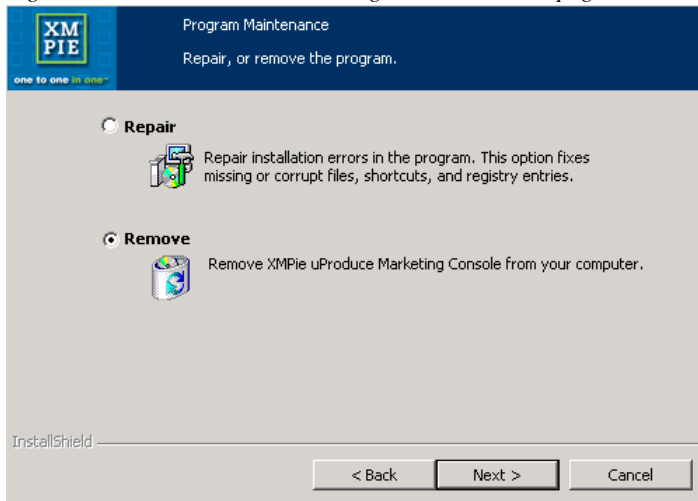 XM
PIE
one to one in one
Program Maintenance
Repair, or remove the program.
Repair
Repair installation errors in the program. This option fixes
missing or corrupt files, shortcuts, and registry entries.
Remove
Remove XMPie uProduce Marketing Console from your computer.
InstallShield
< Back Next > Cancel